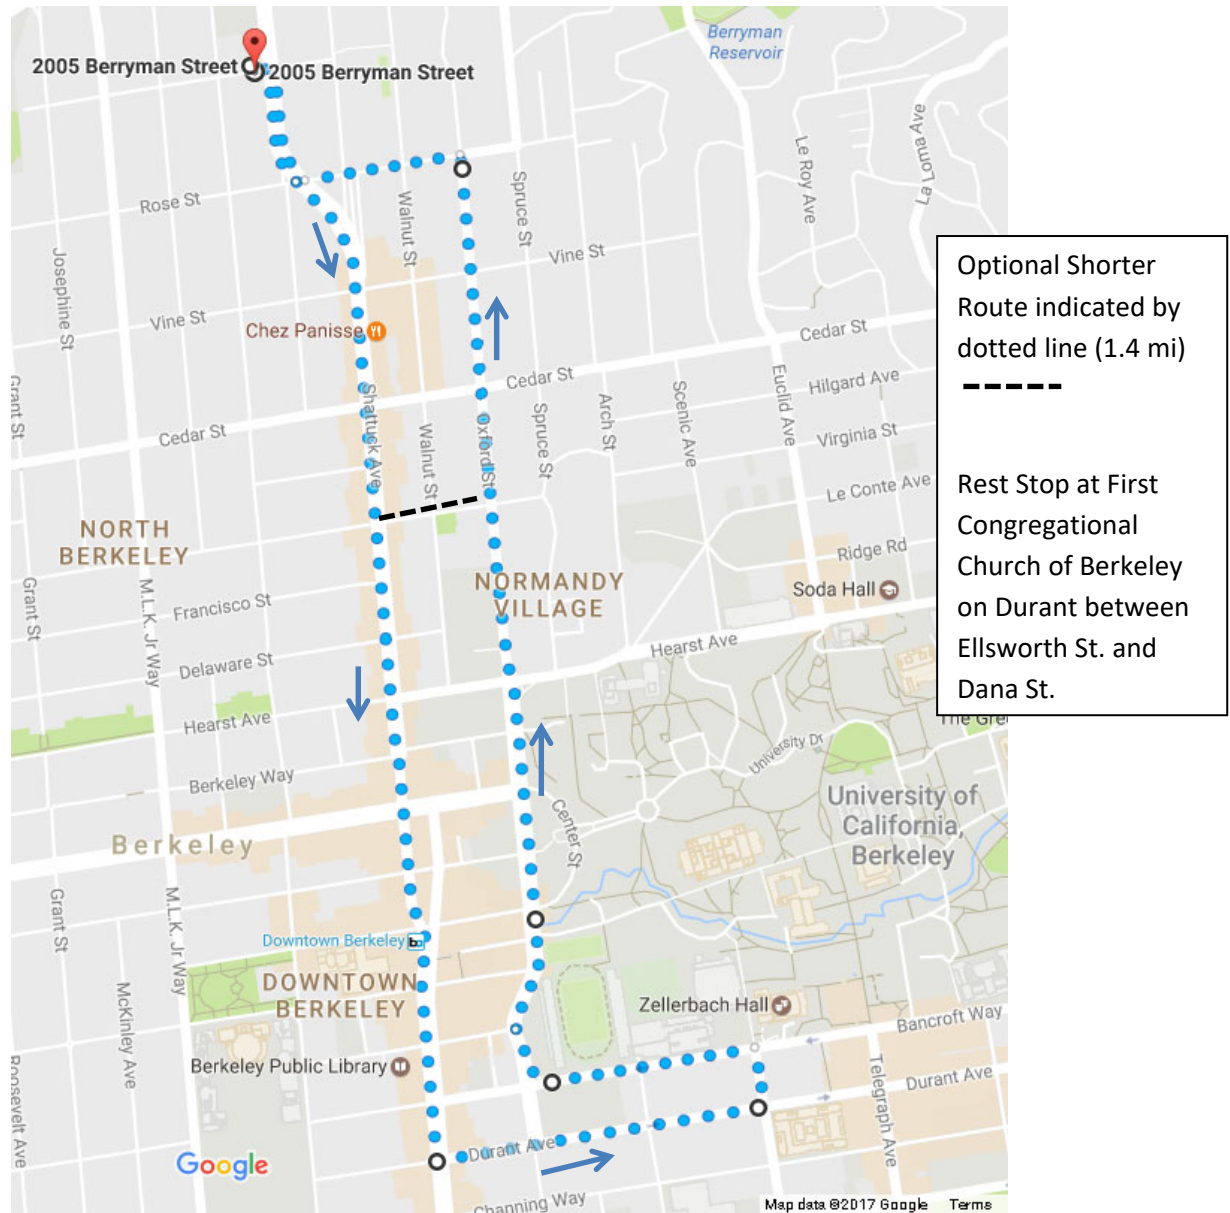 Berryman
Reservoir
2005 Berryman Street
2005 Berryman Street
La Loma Ave
Le Roy Ave
Rose St
Walnut St
Spruce St
Josephine St
Vine St
Vine St
Chez Panisse
Cedar St
Cedar St
Euclid Ave
Hilgard Ave
Grant St
Shattuck Ave
Walnut St
Oxford St
Spruce St
Arch St
Scenic Ave
Cedar St
Virginia St
Le Conte Ave
NORTH
BERKELEY
Ridge Rd
NORMANDY
VILLAGE
Soda Hall
Grant St
M.L.K. Jr Way
Francisco St
Hearst Ave
Delaware St
Hearst Ave
The Gre
University Dr
Berkeley Way
University of
California,
Berkeley
Center St
Berkeley
Grant St
M.L.K. Jr Way
Downtown Berkeley
DOWNTOWN
BERKELEY
McKinley Ave
Zellerbach Hall
Bancroft Way
Berkeley Public Library
Telegraph Ave
Durant Ave
Roosevelt Ave
Durant Ave
Google
Channing Way
Map data ©2017 Google Terms
Optional Shorter
Route indicated by
dotted line (1.4 mi)
Rest Stop at First
Congregational
Church of Berkeley
on Durant between
Ellsworth St. and
Dana St.